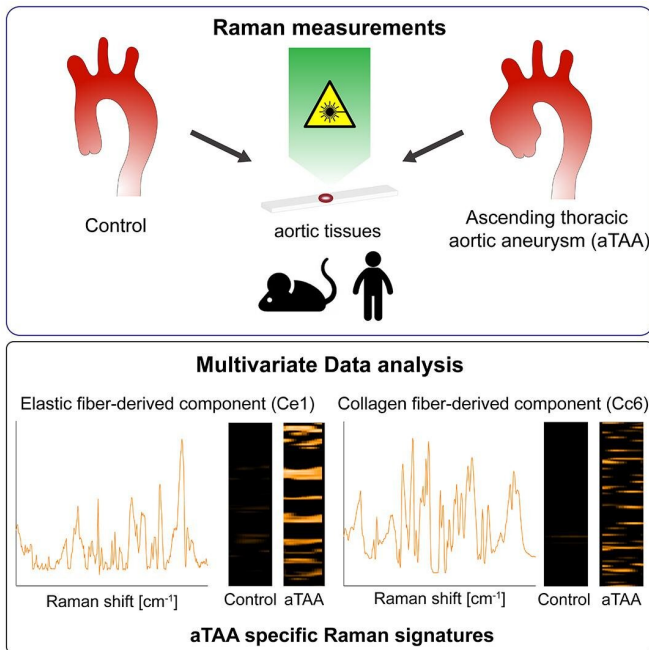 Raman measurements
Control
aortic tissues
Ascending thoracic
aortic aneurysm (aTAA)
Multivariate Data analysis
Elastic fiber-derived component (Ce1)
Collagen fiber-derived component (Cc6)
Raman shift [cm⁻¹]
Control
aTAA
Raman shift [cm⁻¹]
Control
aTAA
aTAA specific Raman signatures